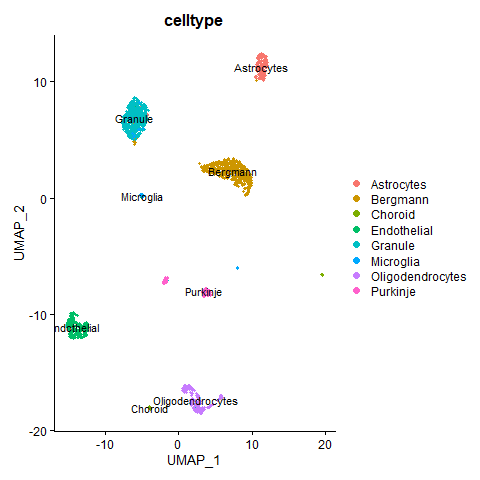 celltype
Astrocytes
Granule
Bergmann
Microglia
Purkinje
ndothelial
Oligodendrocytes
Choroid
10
0
-10
-20
UMAP_2
-10
0
10
20
UMAP_1
Astrocytes
Bergmann
Choroid
Endothelial
Granule
Microglia
Oligodendrocytes
Purkinje